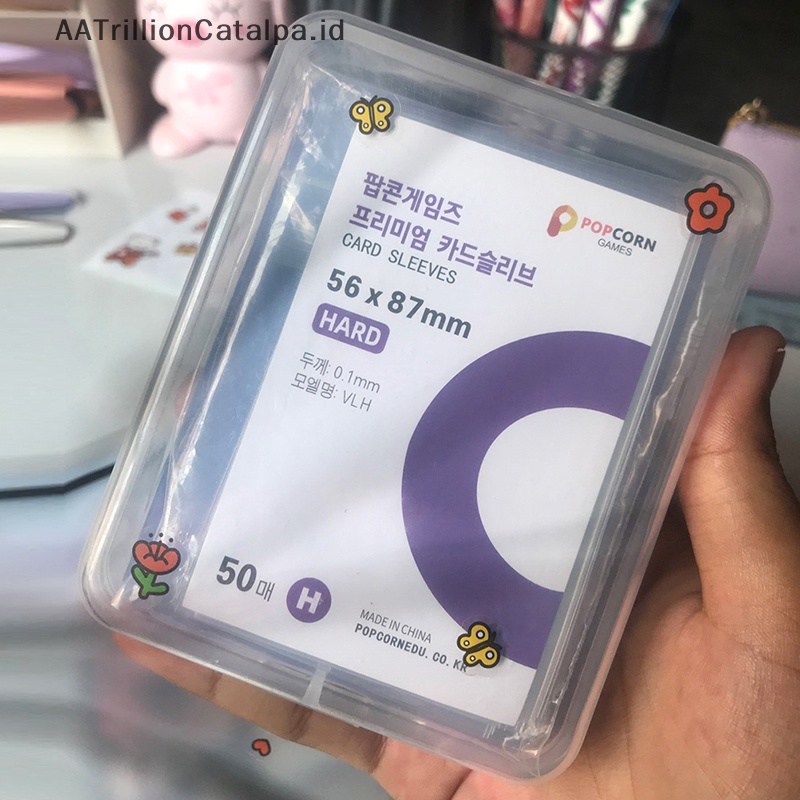 AATrillionCatalpa.id
팝콘게임즈
프리미엄 카드슬리브
CARD SLEEVES
POPCORN
GAMES
56 x 87mm
HARD
두께: 0.1mm
모엘명: VLH
50매
H
MADE IN CHINA
POPCORNEDU. CO. KR